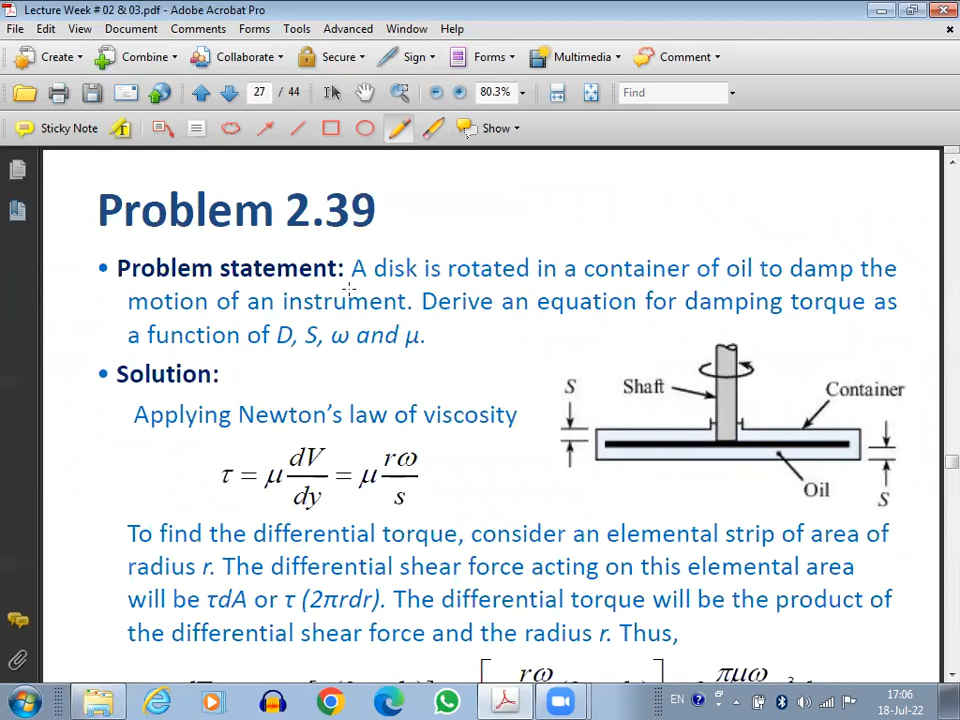 Lecture Week # 02 & 03.pdf - Adobe Acrobat Pro
File Edit View Document Comments Forms Tools Advanced Window Help
Create Combine Collaborate Secure Sign Forms Multimedia Comment
27 / 44 80.3% Find
Sticky Note Show
Problem 2.39
• Problem statement: A disk is rotated in a container of oil to damp the
motion of an instrument. Derive an equation for damping torque as
a function of D, S, ω and μ.
• Solution:
Applying Newton's law of viscosity
τ = μ dV/dy = μ rω/s
S
Shaft
Container
Oil
S
To find the differential torque, consider an elemental strip of area of
radius r. The differential shear force acting on this elemental area
will be τdA or τ (2πrdr). The differential torque will be the product of
the differential shear force and the radius r. Thus,
rω πμω
EN
17:06
18-Jul-22